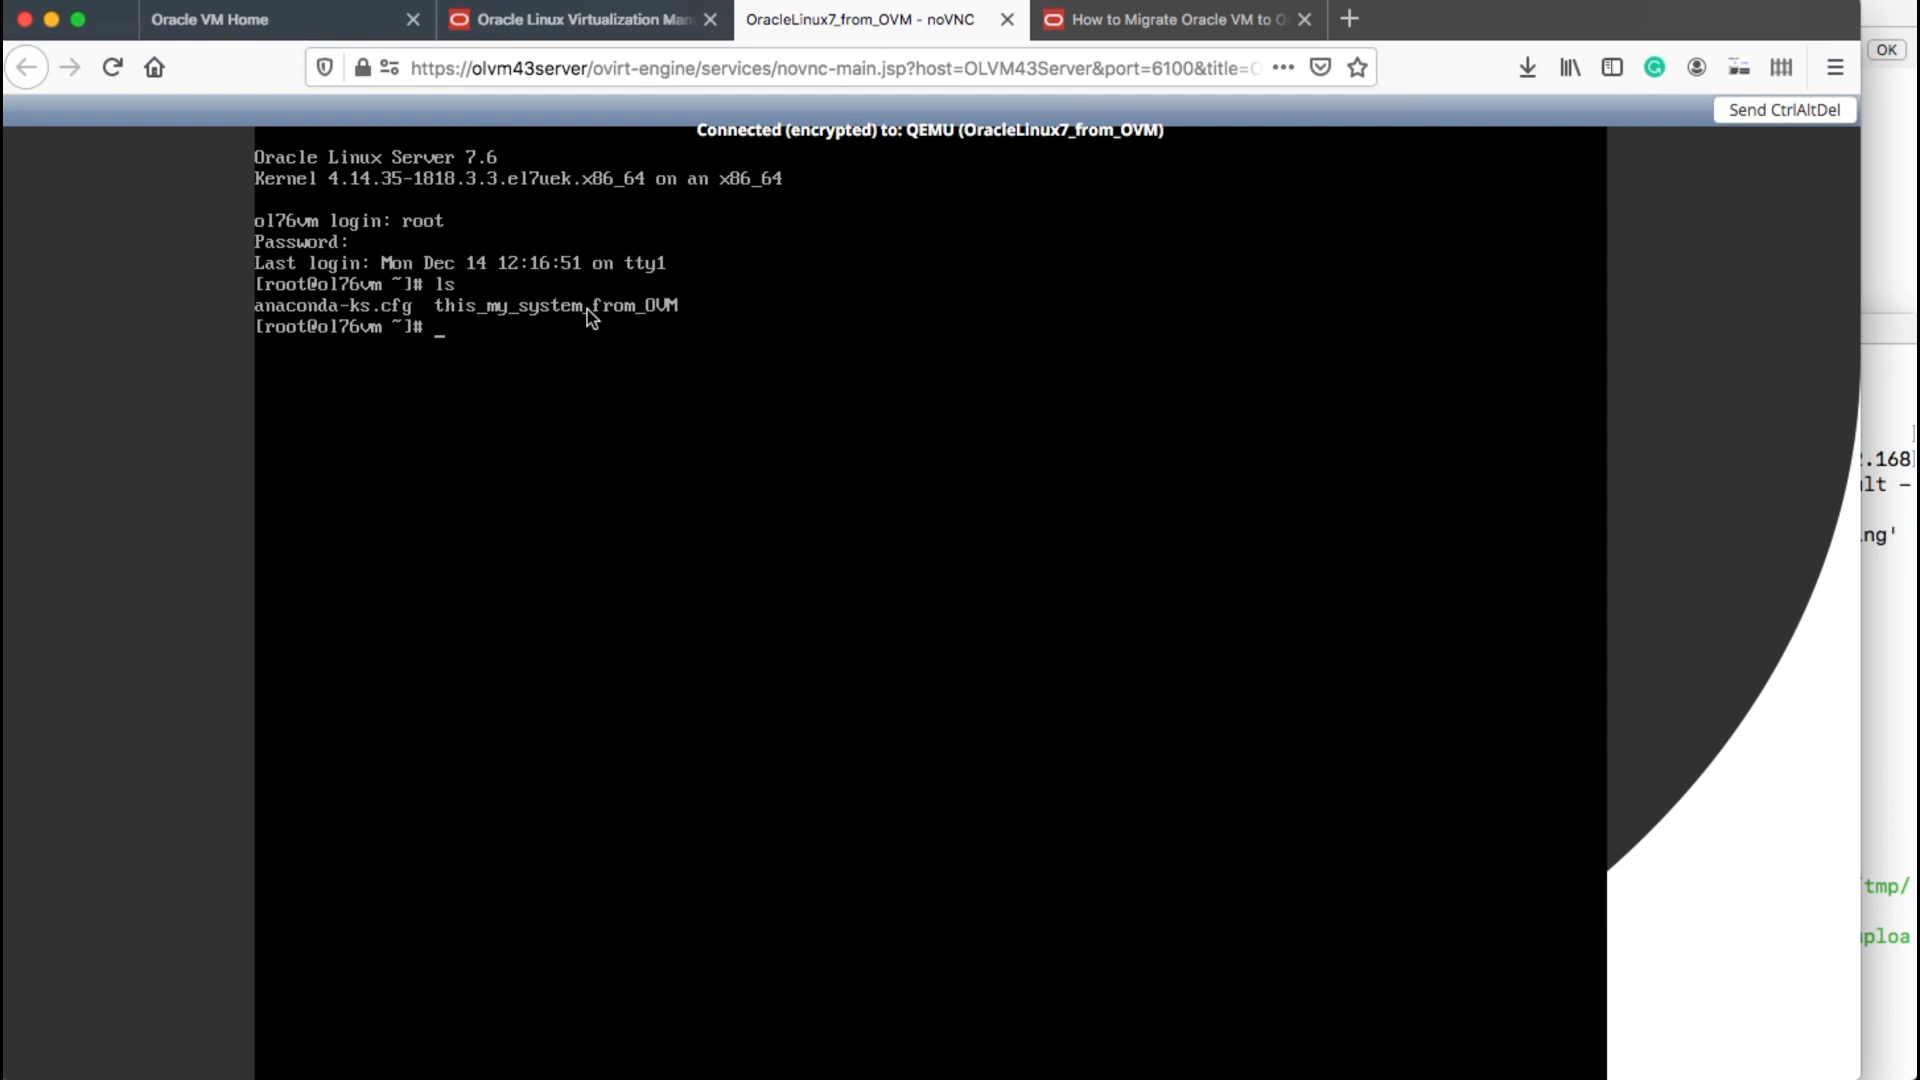 Oracle VM Home
Oracle Linux Virtualization Man
OracleLinux7_from_OVM - noVNC
How to Migrate Oracle VM to O
OK
https://olvm43server/ovirt-engine/services/novnc-main.jsp?host=OLVM43Server&port=6100&title=O
Send CtrlAltDel
Connected (encrypted) to: QEMU (OracleLinux7_from_OVM)
Oracle Linux Server 7.6
Kernel 4.14.35-1818.3.3.el7uek.x86_64 on an x86_64
ol76vm login: root
Password:
Last login: Mon Dec 14 12:16:51 on tty1
[root@ol76vm ~]# ls
anaconda-ks.cfg this_my_system_from_OVM
[root@ol76vm ~]# _
]
.168]
lt -
ng'
tmp/
ploa